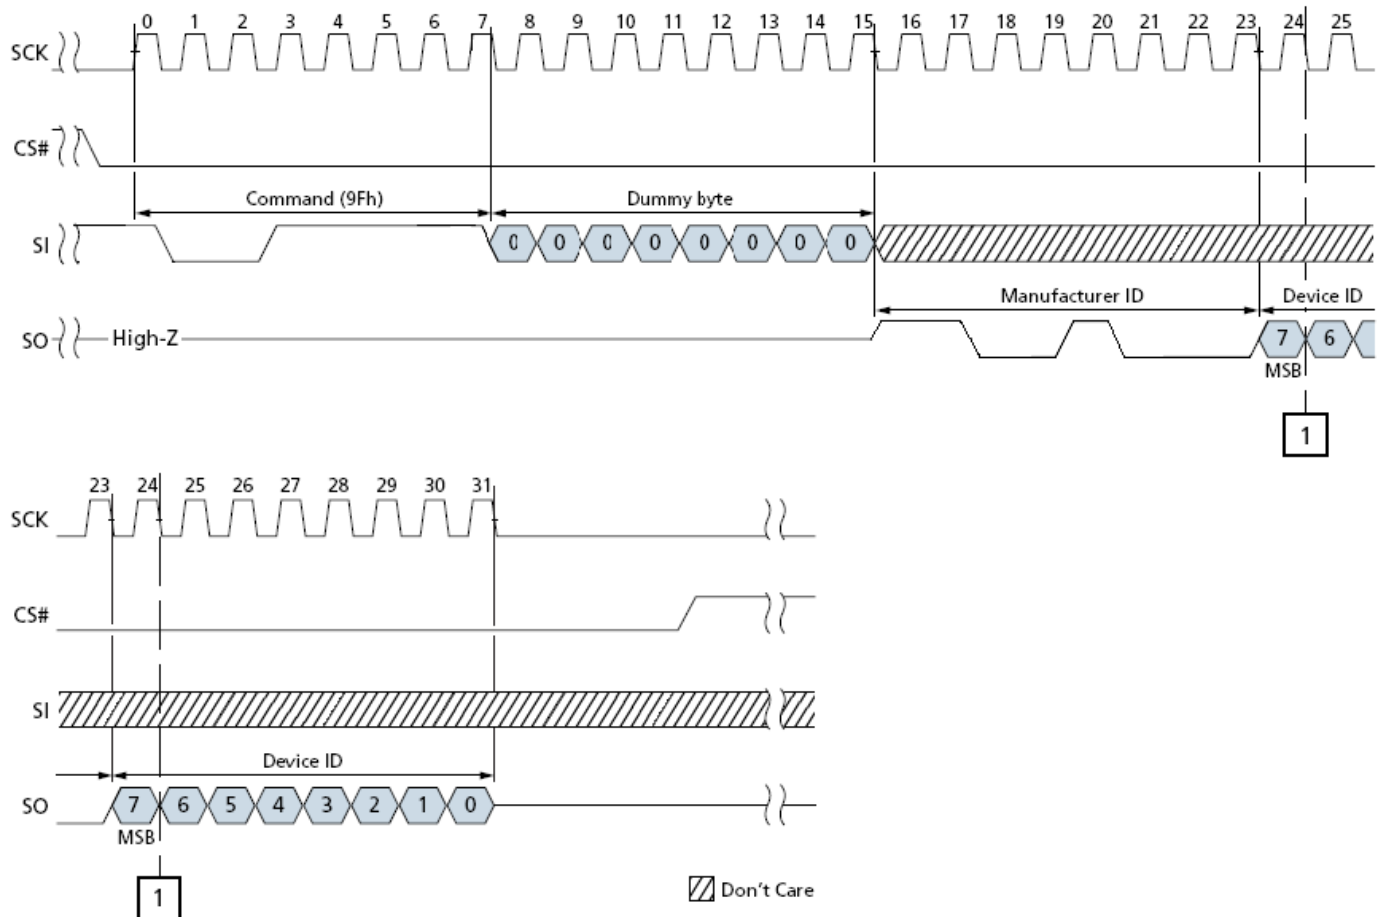 0 1 2 3 4 5 6 7 8 9 10 11 12 13 14 15 16 17 18 19 20 21 22 23 24 25
SCK
CS#
Command (9Fh) Dummy byte
SI 0 0 0 0 0 0 0 0
Manufacturer ID Device ID
SO High-Z 7 6
MSB
1
23 24 25 26 27 28 29 30 31
SCK
CS#
SI
Device ID
SO 7 6 5 4 3 2 1 0
MSB
1
Don't Care